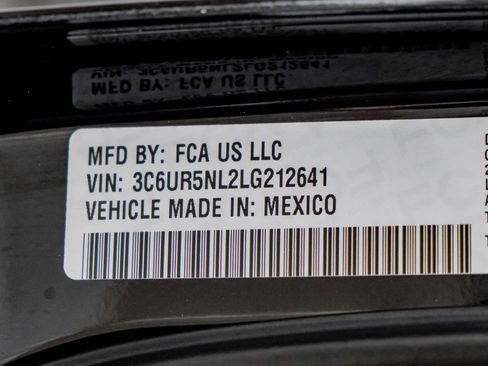 MFD BY: FCA US LLC
VIN: 3C6UR5NL2LG212641
VEHICLE MADE IN: MEXICO